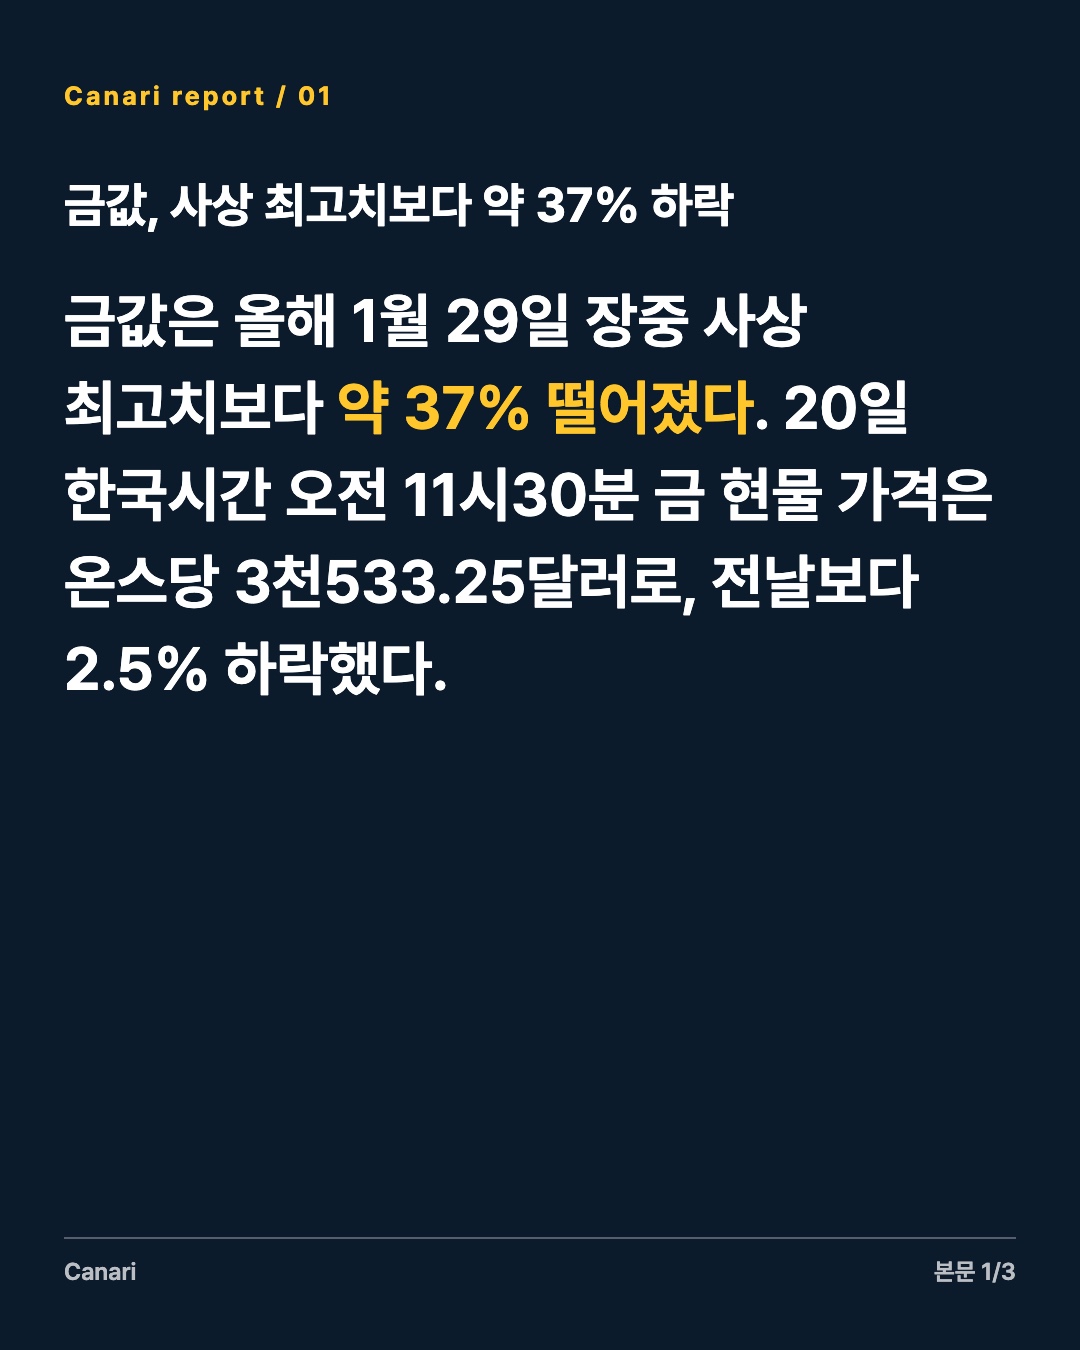 Canari report / 01
금값, 사상 최고치보다 약 37% 하락
금값은 올해 1월 29일 장중 사상
최고치보다 약 37% 떨어졌다. 20일
한국시간 오전 11시30분 금 현물 가격은
온스당 3천533.25달러로, 전날보다
2.5% 하락했다.
Canari
본문 1/3